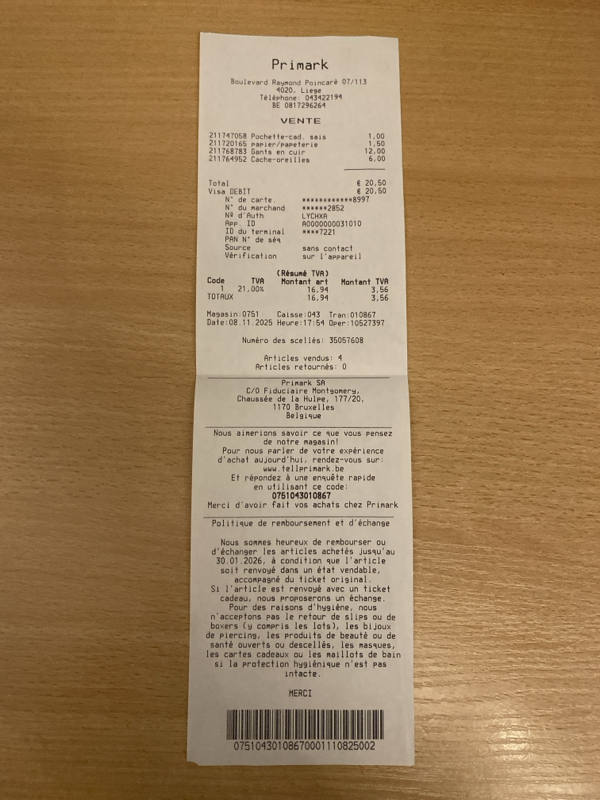 Primark
Boulevard Raymond Poincaré 07/113
4020, Liege
Téléphone: 043422194
BE 0817296264
VENTE
211747058 Pochette-cad. sais 1,00
211720165 papier/papeterie 1,50
211768783 Gants en cuir 12,00
211764952 Cache-oreilles 6,00
Total € 20,50
Visa DEBIT € 20,50
N° de carte. ************8997
N° du marchand ******2852
Nº d'Auth LYCHXA
App. ID A0000000031010
ID du terminal ****7221
PAN N° de séq
Source sans contact
Vérification sur l'appareil
(Résumé TVA)
Code TVA Montant art Montant TVA
1 21,00% 16,94 3,56
TOTAUX 16,94 3,56
Magasin:0751 Caisse:043 Tran:010867
Date:08.11.2025 Heure:17:54 Oper:10527397
Numéro des scellés: 35057608
Articles vendus: 4
Articles retournés: 0
Primark SA
C/O Fiduciaire Montgomery,
Chaussée de la Hulpe, 177/20,
1170 Bruxelles
Belgique
Nous aimerions savoir ce que vous pensez
de notre magasin!
Pour nous parler de votre expérience
d'achat aujourd'hui, rendez-vous sur:
www.tellprimark.be
Et répondez à une enquête rapide
en utilisant ce code:
0751043010867
Merci d'avoir fait vos achats chez Primark
Politique de remboursement et d'échange
Nous sommes heureux de rembourser ou
d'échanger les articles achetés jusqu'au
30.01.2026, à condition que l'article
soit renvoyé dans un état vendable,
accompagné du ticket original.
Si l'article est renvoyé avec un ticket
cadeau, nous proposerons un échange.
Pour des raisons d'hygiène, nous
n'acceptons pas le retour de slips ou de
boxers (y compris les lots), les bijoux
de piercing, les produits de beauté ou de
santé ouverts ou descellés, les masques,
les cartes cadeaux ou les maillots de bain
si la protection hygiénique n'est pas
intacte.
MERCI
07510430108670001110825002